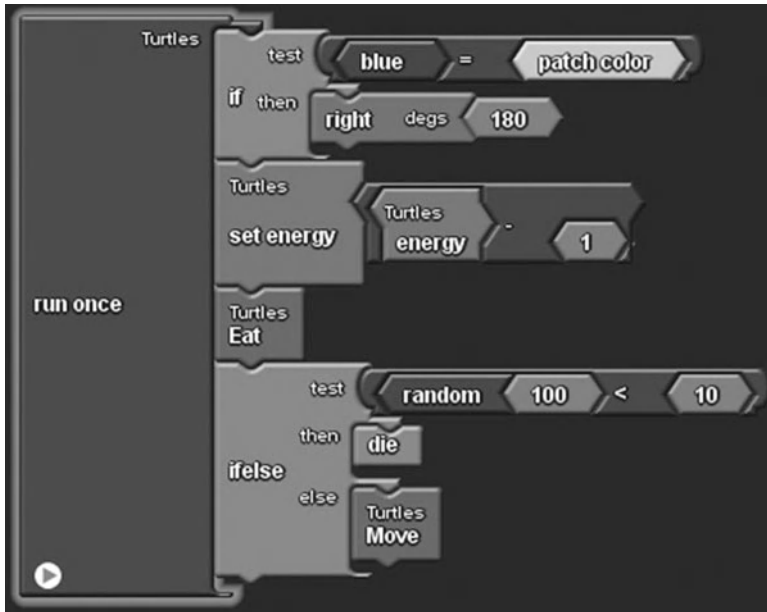 Turtles
test
blue = patch color
if then
right degs 180
Turtles
set energy
Turtles
energy - 1
run once
Turtles
Eat
test
random 100 < 10
then
die
ifelse
else
Turtles
Move